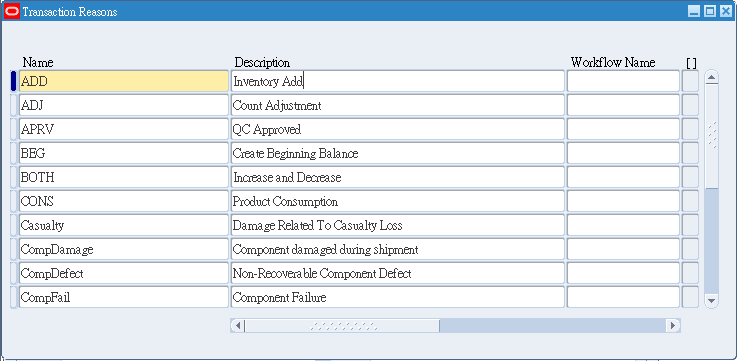 Transaction Reasons
Name Description Workflow Name [ ]
ADD Inventory Add
ADJ Count Adjustment
APRV QC Approved
BEG Create Beginning Balance
BOTH Increase and Decrease
CONS Product Consumption
Casualty Damage Related To Casualty Loss
CompDamage Component damaged during shipment
CompDefect Non-Recoverable Component Defect
CompFail Component Failure